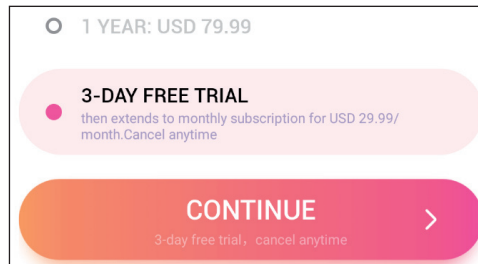 1 YEAR: USD 79.99
3-DAY FREE TRIAL
then extends to monthly subscription for USD 29.99/
month.Cancel anytime
CONTINUE
3-day free trial，cancel anytime